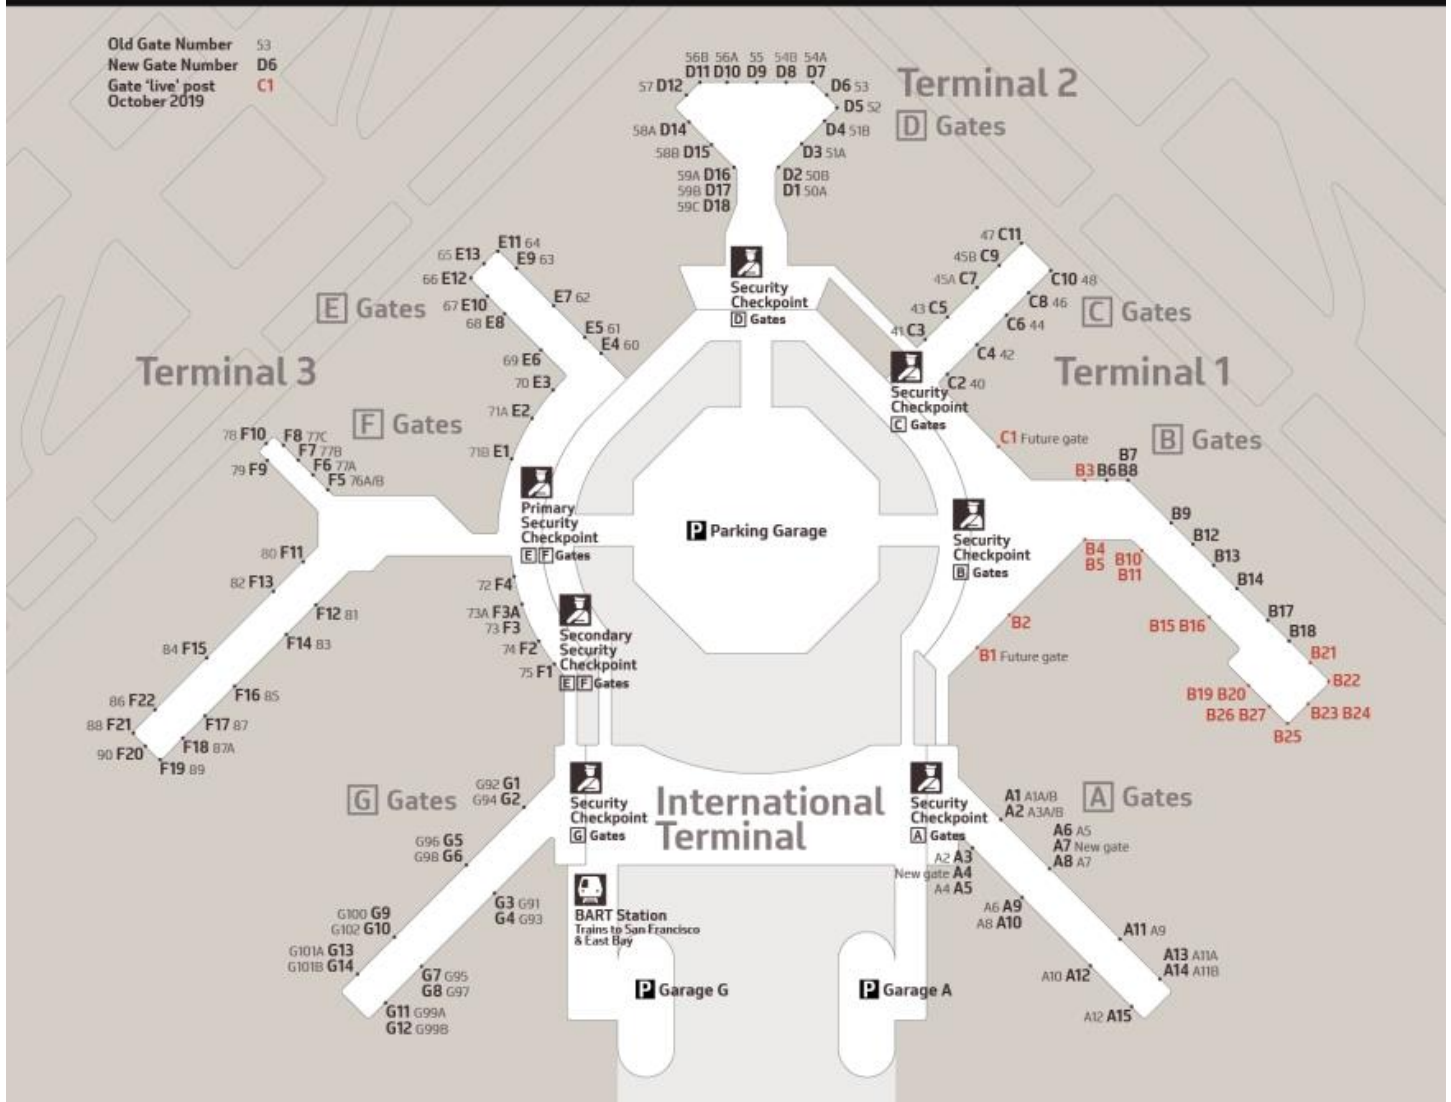 Old Gate Number 53
New Gate Number D6
Gate 'live' post C1
October 2019
56B 56A 55 54B 54A
D11 D10 D9 D8 D7
57 D12
D6 53
D5 52
58A D14
D4 51B
58B D15
D3 51A
59A D16
D2 50B
59B D17
D1 50A
59C D18
Terminal 2
D Gates
Security
Checkpoint
D Gates
E11 64
65 E13
E9 63
66 E12
67 E10
E7 62
68 E8
E5 61
E4 60
69 E6
70 E3
71A E2
71B E1
E Gates
Terminal 3
F Gates
47 C11
45B C9
C10 48
45A C7
C8 46
43 C5
C6 44
41 C3
C4 42
C2 40
C Gates
Terminal 1
B Gates
Security
Checkpoint
C Gates
C1 Future gate
78 F10
F8 77C
F7 77B
79 F9
F6 77A
F5 76A/B
80 F11
82 F13
F12 81
F14 83
84 F15
F16 85
86 F22
F17 87
88 F21
F18 87A
90 F20
F19 89
Primary
Security
Checkpoint
E F Gates
72 F4
73A F3A
73 F3
74 F2
75 F1
Secondary
Security
Checkpoint
E F Gates
P Parking Garage
Security
Checkpoint
B Gates
B7
B3 B6 B8
B9
B12
B4
B5
B10
B11
B13
B14
B2
B15 B16
B17
B18
B1 Future gate
B21
B22
B19 B20
B26 B27
B23 B24
B25
G Gates
G92 G1
G94 G2
G96 G5
G98 G6
G3 G91
G4 G93
G100 G9
G102 G10
G101A G13
G101B G14
G7 G95
G8 G97
G11 G99A
G12 G99B
Security
Checkpoint
G Gates
International
Terminal
Security
Checkpoint
A Gates
BART Station
Trains to San Francisco
& East Bay
P Garage G
P Garage A
A Gates
A1 A1A/B
A2 A3A/B
A6 A5
A7 New gate
A8 A7
A2 A3
New gate A4
A4 A5
A6 A9
A8 A10
A11 A9
A13 A11A
A14 A11B
A10 A12
A12 A15